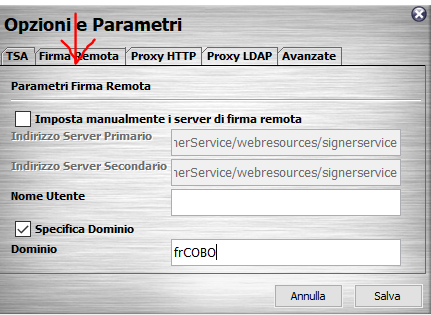 Opzioni e Parametri
TSA Firma Remota Proxy HTTP Proxy LDAP Avanzate
Parametri Firma Remota
Imposta manualmente i server di firma remota
Indirizzo Server Primario nerService/webresources/signerservice
Indirizzo Server Secondario nerService/webresources/signerservice
Nome Utente
Specifica Dominio
Dominio frCOBO
Annulla Salva